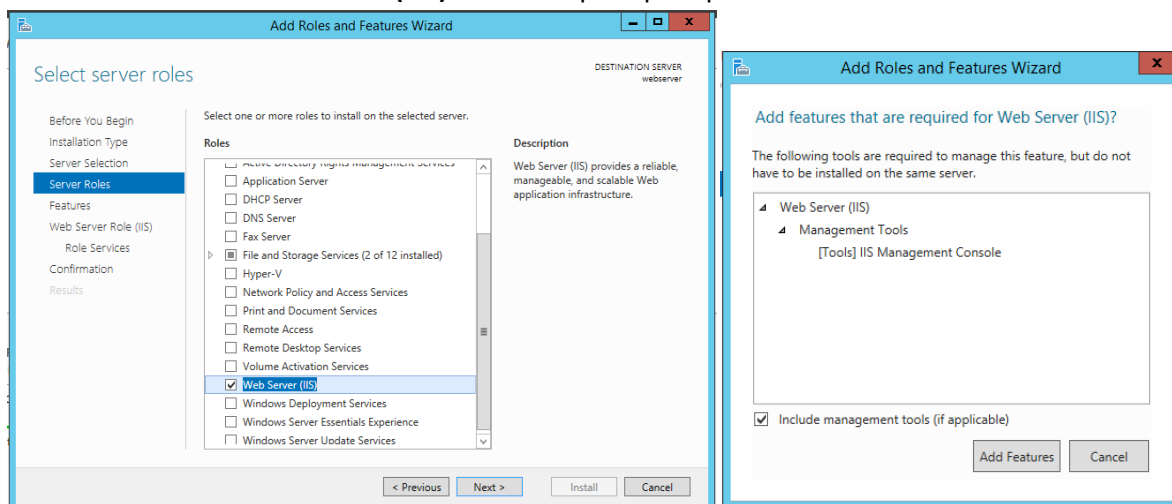 Add Roles and Features Wizard
Select server roles
DESTINATION SERVER
webserver
Before You Begin
Installation Type
Server Selection
Server Roles
Features
Web Server Role (IIS)
Role Services
Confirmation
Results
Select one or more roles to install on the selected server.
Roles
Active Directory Rights Management Services
Application Server
DHCP Server
DNS Server
Fax Server
File and Storage Services (2 of 12 installed)
Hyper-V
Network Policy and Access Services
Print and Document Services
Remote Access
Remote Desktop Services
Volume Activation Services
Web Server (IIS)
Windows Deployment Services
Windows Server Essentials Experience
Windows Server Update Services
Description
Web Server (IIS) provides a reliable,
manageable, and scalable Web
application infrastructure.
< Previous
Next >
Install
Cancel
Add Roles and Features Wizard
X
Add features that are required for Web Server (IIS)?
The following tools are required to manage this feature, but do not
have to be installed on the same server.
Web Server (IIS)
Management Tools
[Tools] IIS Management Console
Include management tools (if applicable)
Add Features
Cancel